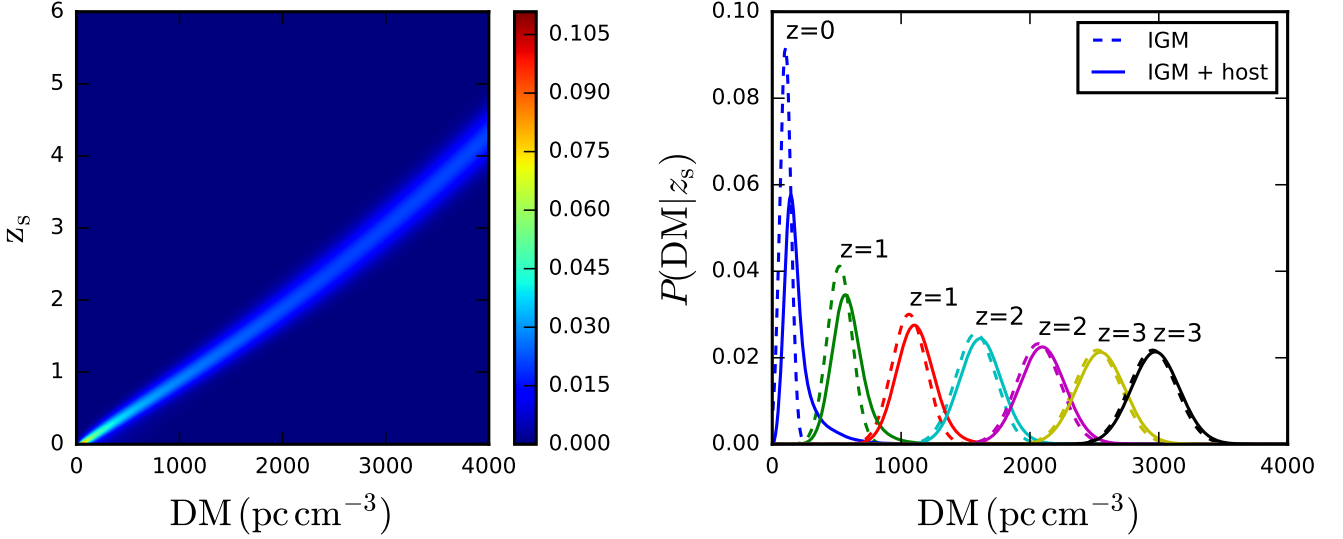 6
5
4
3
2
1
0
z_s
0 1000 2000 3000 4000
DM (pc cm⁻³)
0.105
0.090
0.075
0.060
0.045
0.030
0.015
0.000
0.10
0.08
0.06
0.04
0.02
0.00
P(DM|z_s)
z=0
z=1
z=1
z=2
z=2
z=3
z=3
IGM
IGM + host
0 1000 2000 3000 4000
DM (pc cm⁻³)